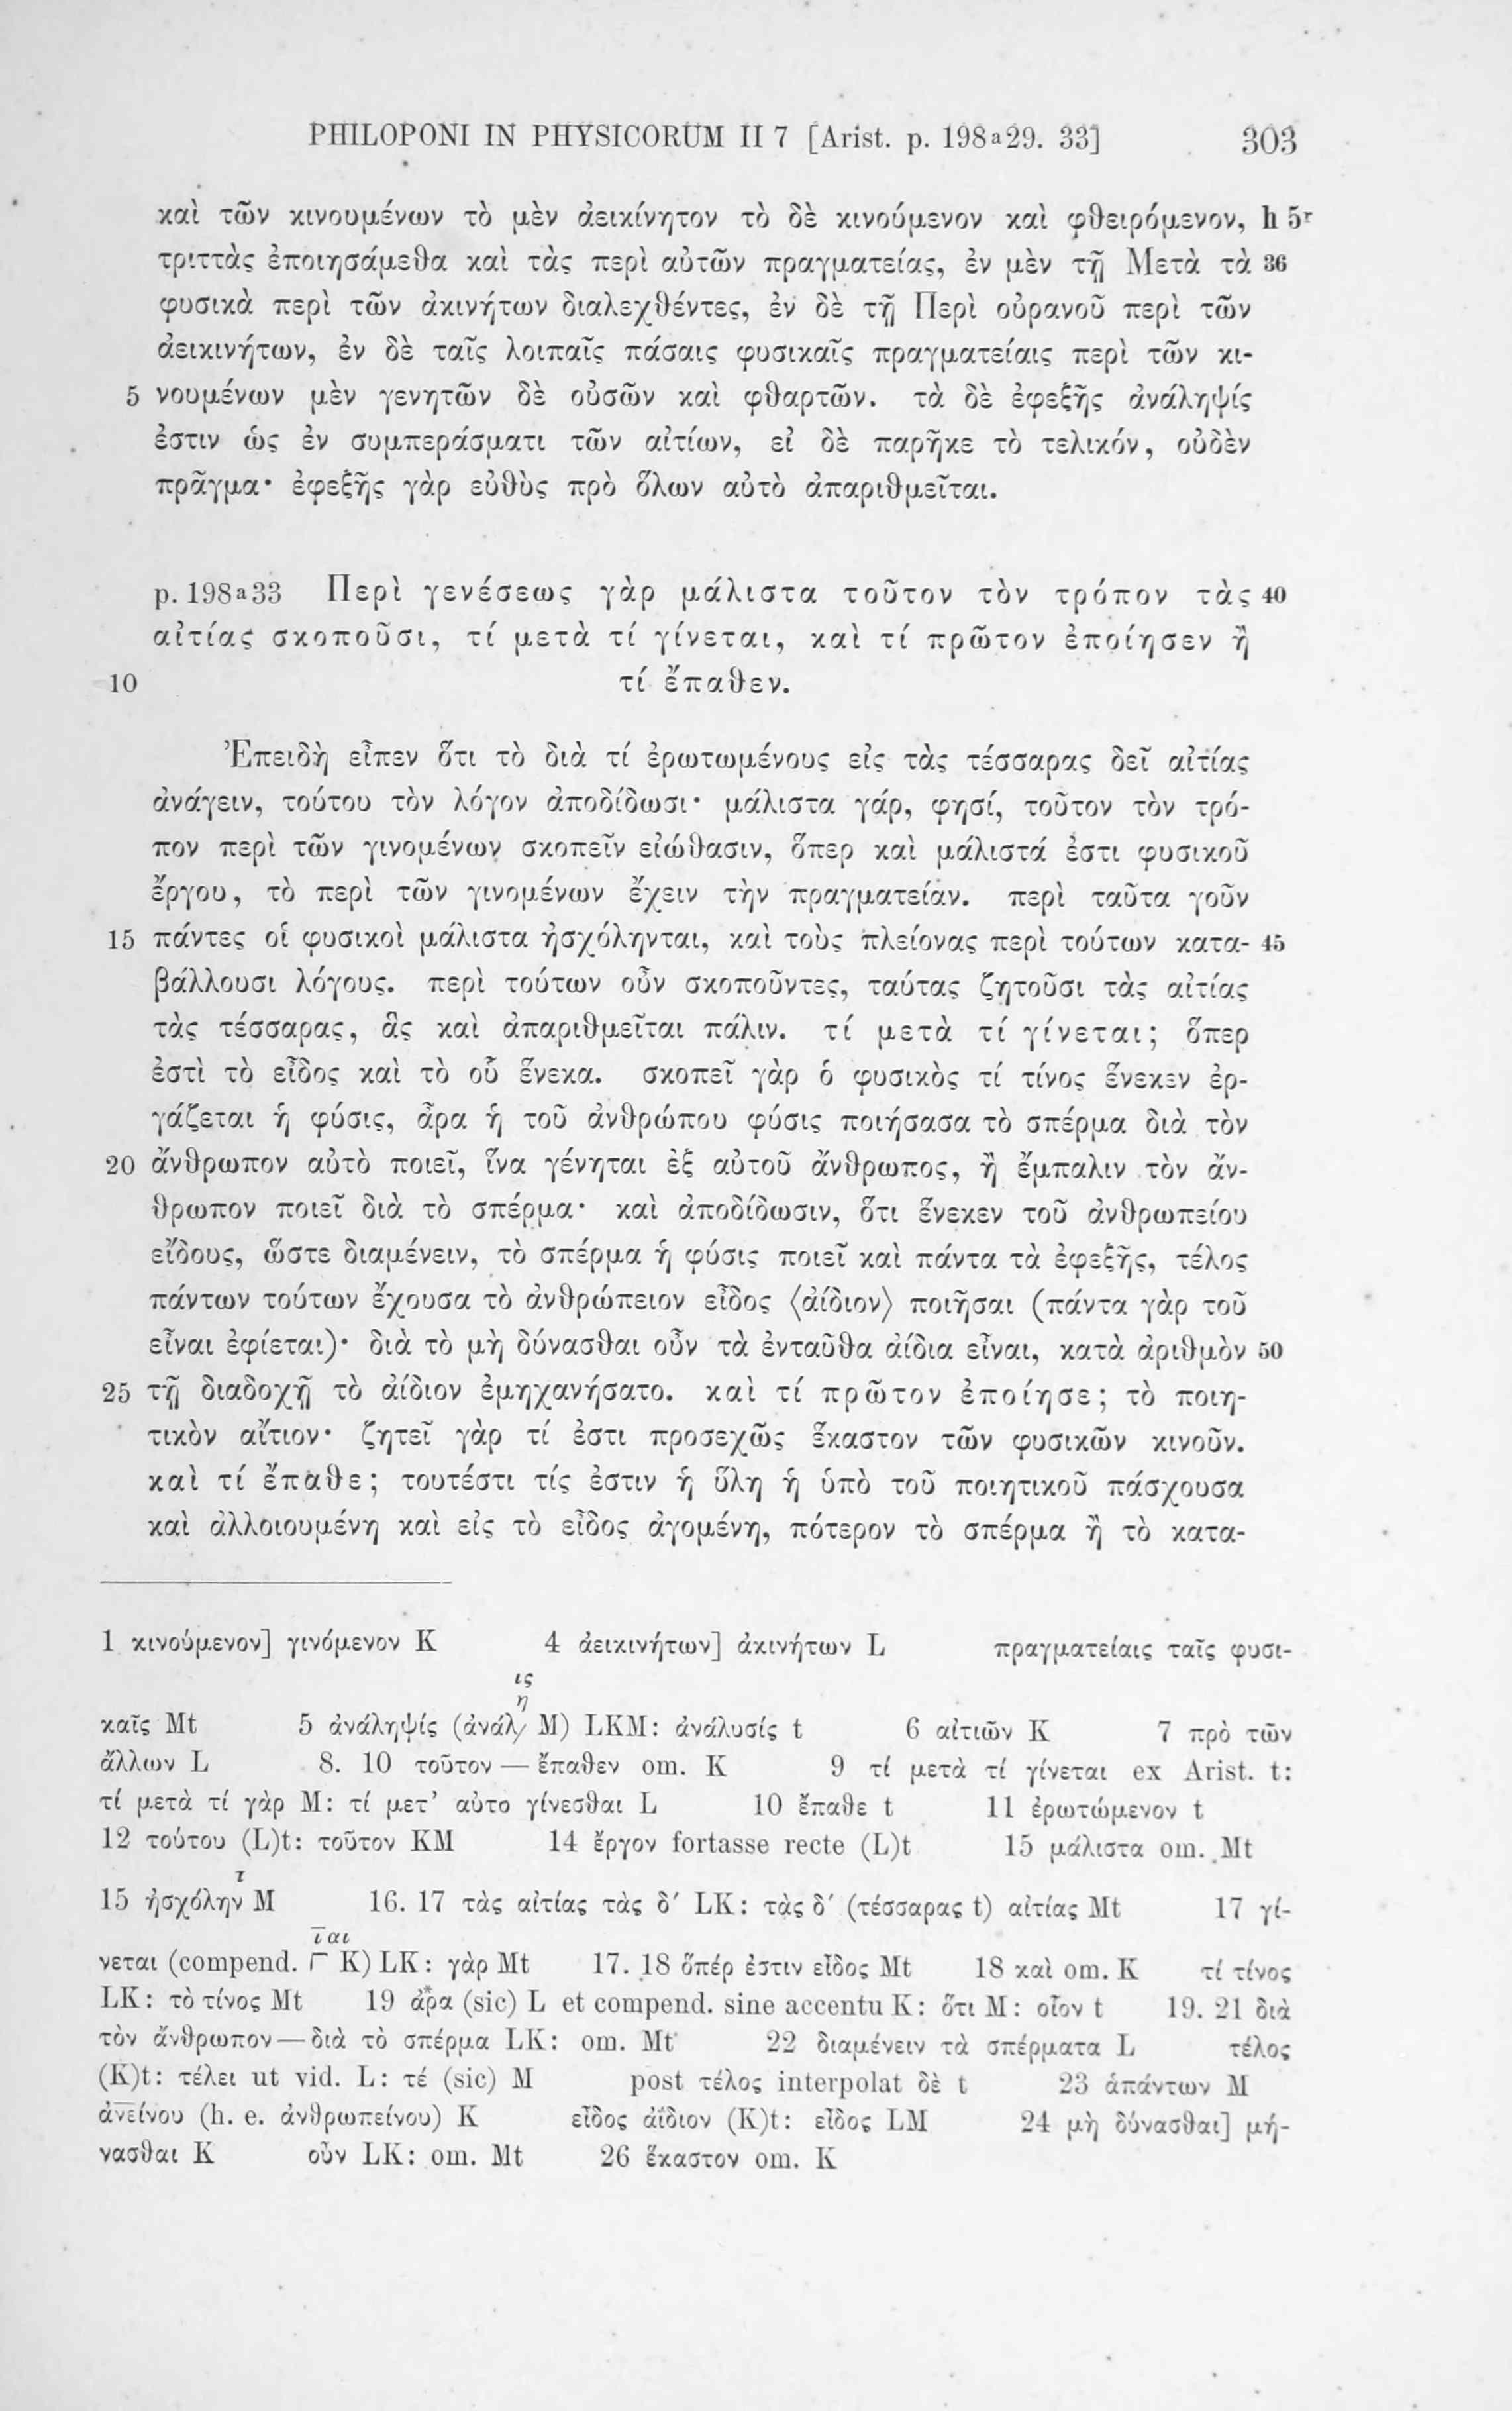 PHILOPONI IN PHYSICORUM II 7 [Arist. p. 198a29. 33] 303
καὶ τῶν κινουμένων τὸ μὲν ἀεικίνητον τὸ δὲ κινούμενον καὶ φθειρόμενον, h 5r
τριττὰς ἐποιησάμεθα καὶ τὰς περὶ αὐτῶν πραγματείας, ἐν μὲν τῇ Μετὰ τὰ 36
φυσικὰ περὶ τῶν ἀκινήτων διαλεχθέντες, ἐν δὲ τῇ Περὶ οὐρανοῦ περὶ τῶν
ἀεικινήτων, ἐν δὲ ταῖς λοιπαῖς πάσαις φυσικαῖς πραγματείαις περὶ τῶν κι-
5 νουμένων μὲν γενητῶν δὲ οὐσῶν καὶ φθαρτῶν. τὰ δὲ ἐφεξῆς ἀνάληψίς
ἐστιν ὡς ἐν συμπεράσματι τῶν αἰτίων, εἰ δὲ παρῆκε τὸ τελικόν, οὐδὲν
πρᾶγμα· ἐφεξῆς γὰρ εὐθὺς πρὸ ὅλων αὐτὸ ἀπαριθμεῖται.
p. 198a33 Περὶ γενέσεως γὰρ μάλιστα τοῦτον τὸν τρόπον τὰς 40
αἰτίας σκοποῦσι, τί μετὰ τί γίνεται, καὶ τί πρῶτον ἐποίησεν ἢ
10 τί ἔπαθεν.
Ἐπειδὴ εἶπεν ὅτι τὸ διὰ τί ἐρωτωμένους εἰς τὰς τέσσαρας δεῖ αἰτίας
ἀνάγειν, τούτου τὸν λόγον ἀποδίδωσι· μάλιστα γάρ, φησί, τοῦτον τὸν τρό-
πον περὶ τῶν γινομένων σκοπεῖν εἰώθασιν, ὅπερ καὶ μάλιστά ἐστι φυσικοῦ
ἔργου, τὸ περὶ τῶν γινομένων ἔχειν τὴν πραγματείαν. περὶ ταῦτα γοῦν
15 πάντες οἱ φυσικοὶ μάλιστα ἠσχόληνται, καὶ τοὺς πλείονας περὶ τούτων κατα- 45
βάλλουσι λόγους. περὶ τούτων οὖν σκοποῦντες, ταύτας ζητοῦσι τὰς αἰτίας
τὰς τέσσαρας, ἃς καὶ ἀπαριθμεῖται πάλιν. τί μετὰ τί γίνεται; ὅπερ
ἐστὶ τὸ εἶδος καὶ τὸ οὗ ἕνεκα. σκοπεῖ γὰρ ὁ φυσικὸς τί τίνος ἕνεκεν ἐρ-
γάζεται ἡ φύσις, ἆρα ἡ τοῦ ἀνθρώπου φύσις ποιήσασα τὸ σπέρμα διὰ τὸν
20 ἄνθρωπον αὐτὸ ποιεῖ, ἵνα γένηται ἐξ αὐτοῦ ἄνθρωπος, ἢ ἔμπαλιν τὸν ἄν-
θρωπον ποιεῖ διὰ τὸ σπέρμα· καὶ ἀποδίδωσιν, ὅτι ἕνεκεν τοῦ ἀνθρωπείου
εἴδους, ὥστε διαμένειν, τὸ σπέρμα ἡ φύσις ποιεῖ καὶ πάντα τὰ ἐφεξῆς, τέλος
πάντων τούτων ἔχουσα τὸ ἀνθρώπειον εἶδος ⟨ἀίδιον⟩ ποιῆσαι (πάντα γὰρ τοῦ
εἶναι ἐφίεται)· διὰ τὸ μὴ δύνασθαι οὖν τὰ ἐνταῦθα ἀίδια εἶναι, κατὰ ἀριθμὸν 50
25 τῇ διαδοχῇ τὸ ἀίδιον ἐμηχανήσατο. καὶ τί πρῶτον ἐποίησε; τὸ ποιη-
τικὸν αἴτιον· ζητεῖ γὰρ τί ἐστι προσεχῶς ἕκαστον τῶν φυσικῶν κινοῦν.
καὶ τί ἔπαθε; τουτέστι τίς ἐστιν ἡ ὕλη ἡ ὑπὸ τοῦ ποιητικοῦ πάσχουσα
καὶ ἀλλοιουμένη καὶ εἰς τὸ εἶδος ἀγομένη, πότερον τὸ σπέρμα ἢ τὸ κατα-
1 κινούμενον] γινόμενον K 4 ἀεικινήτων] ἀκινήτων L πραγματείαις ταῖς φυσι-
ις
η
καῖς Mt 5 ἀνάληψίς (ἀνάλ/ M) LKM: ἀνάλυσίς t 6 αἰτιῶν K 7 πρὸ τῶν
ἄλλων L 8. 10 τοῦτον — ἔπαθεν om. K 9 τί μετὰ τί γίνεται ex Arist. t:
τί μετὰ τί γὰρ M: τί μετ’ αὐτο γίνεσθαι L 10 ἔπαθε t 11 ἐρωτώμενον t
12 τούτου (L)t: τοῦτον KM 14 ἔργον fortasse recte (L)t 15 μάλιστα om. Mt
τ
15 ἠσχόλην M 16. 17 τὰς αἰτίας τὰς δ′ LK: τὰς δ′ (τέσσαρας t) αἰτίας Mt 17 γί-
ιαι
νεται (compend. Γ K) LK: γὰρ Mt 17. 18 ὅπέρ ἐστιν εἶδος Mt 18 καὶ om. K τί τίνος
LK: τὸ τίνος Mt 19 ἆρα (sic) L et compend. sine accentu K: ὅτι M: οἷον t 19. 21 διὰ
τὸν ἄνθρωπον — διὰ τὸ σπέρμα LK: om. Mt 22 διαμένειν τὰ σπέρματα L τέλος
(K)t: τέλει ut vid. L: τέ (sic) M post τέλος interpolat δὲ t 23 ἁπάντων M
ἀν̅είνου (h. e. ἀνθρωπείνου) K εἶδος ἀΐδιον (K)t: εἶδος LM 24 μὴ δύνασθαι] μή-
νασθαι K οὖν LK: om. Mt 26 ἕκαστον om. K